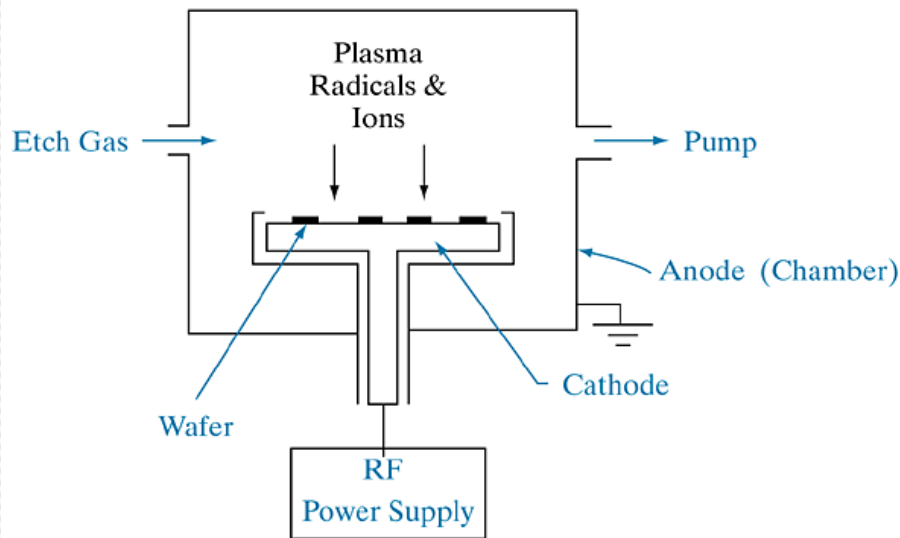 Plasma
Radicals &
Ions
Etch Gas
Pump
Anode (Chamber)
Cathode
Wafer
RF
Power Supply